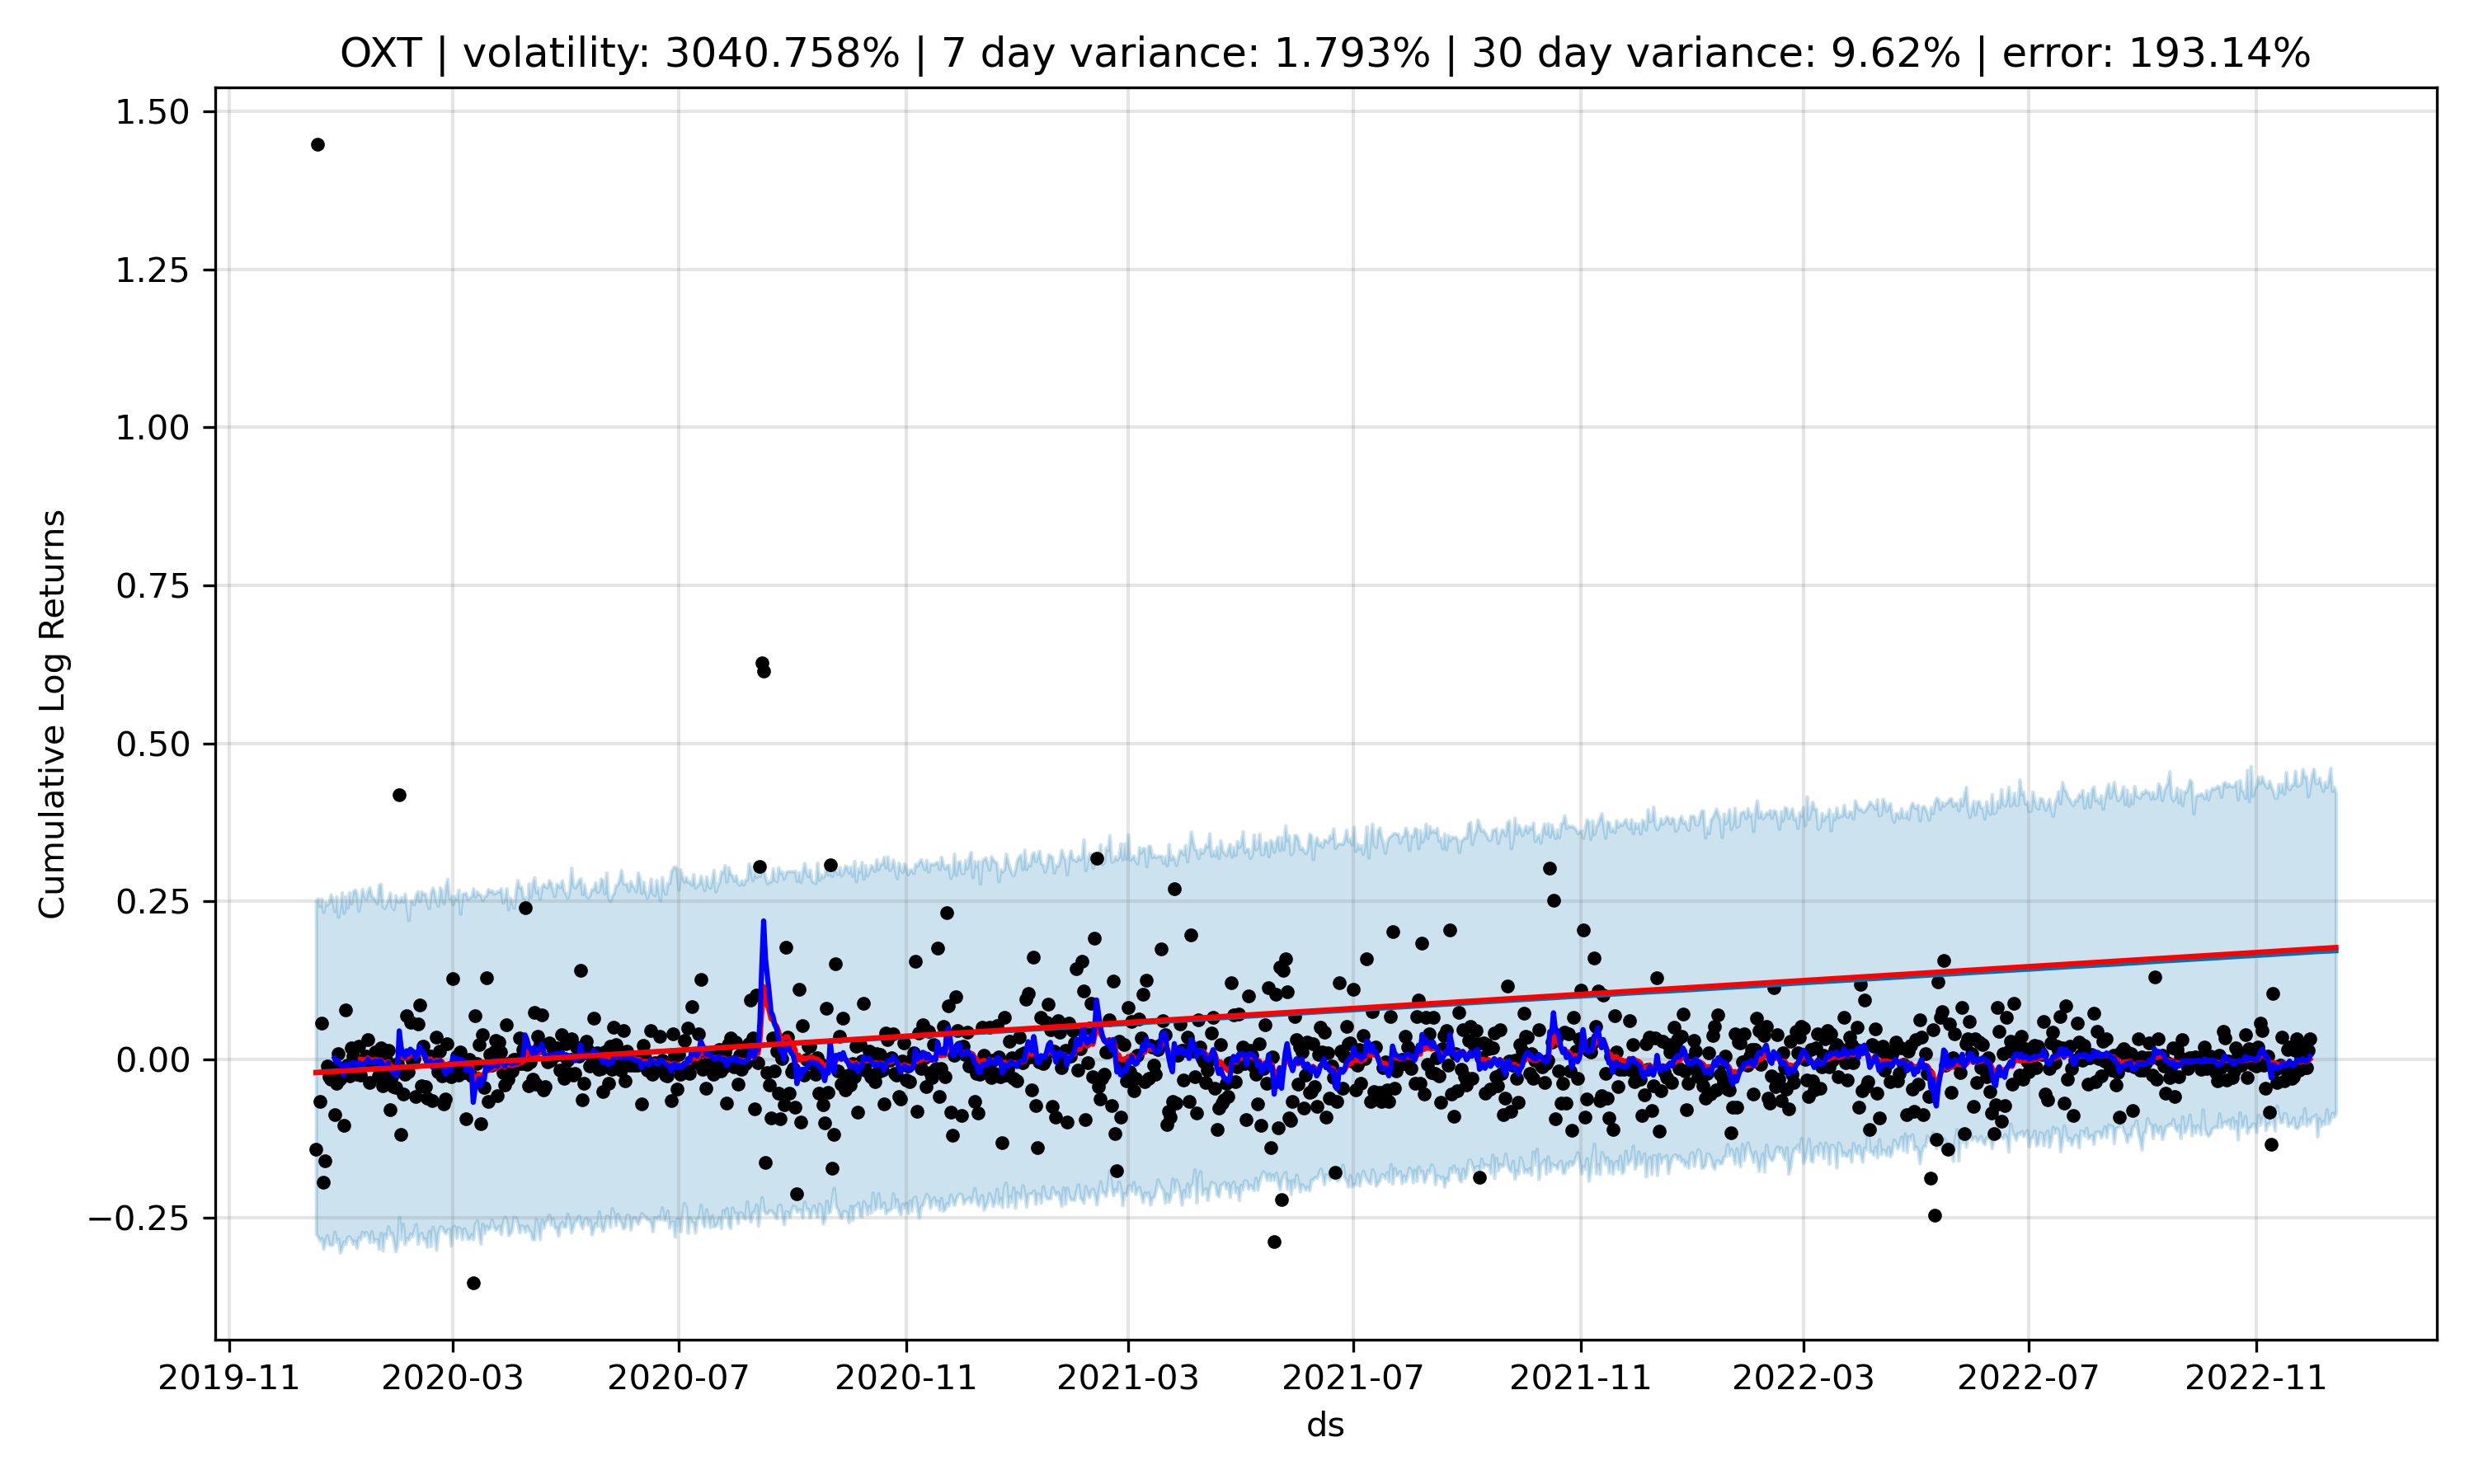 OXT | volatility: 3040.758% | 7 day variance: 1.793% | 30 day variance: 9.62% | error: 193.14%
1.50
1.25
1.00
0.75
0.50
0.25
0.00
−0.25
Cumulative Log Returns
2019-11 2020-03 2020-07 2020-11 2021-03 2021-07 2021-11 2022-03 2022-07 2022-11
ds